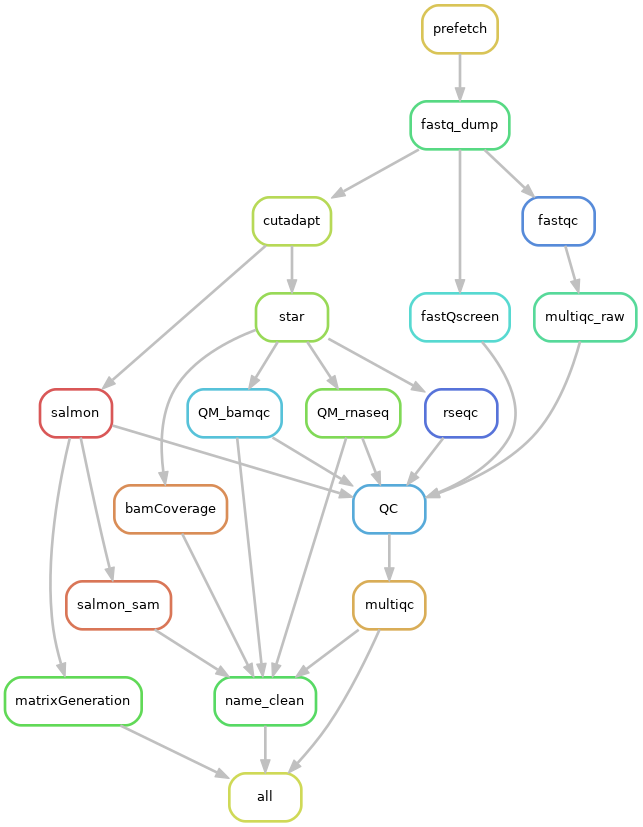 prefetch
fastq_dump
cutadapt
fastqc
star
fastQscreen
multiqc_raw
salmon
QM_bamqc
QM_rnaseq
rseqc
bamCoverage
QC
salmon_sam
multiqc
matrixGeneration
name_clean
all